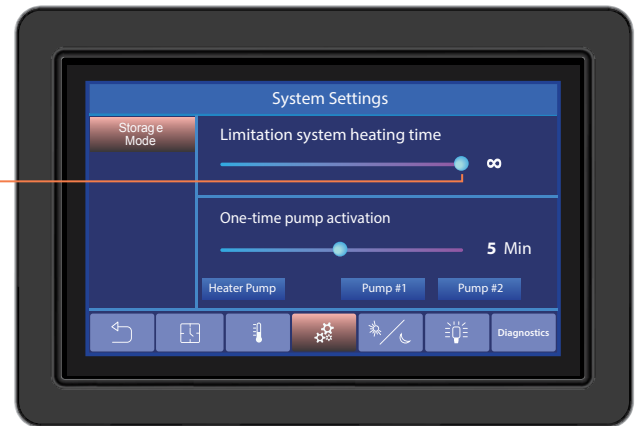 System Settings
Storage
Mode
Limitation system heating time
∞
One-time pump activation
5 Min
Heater Pump
Pump #1
Pump #2
Diagnostics